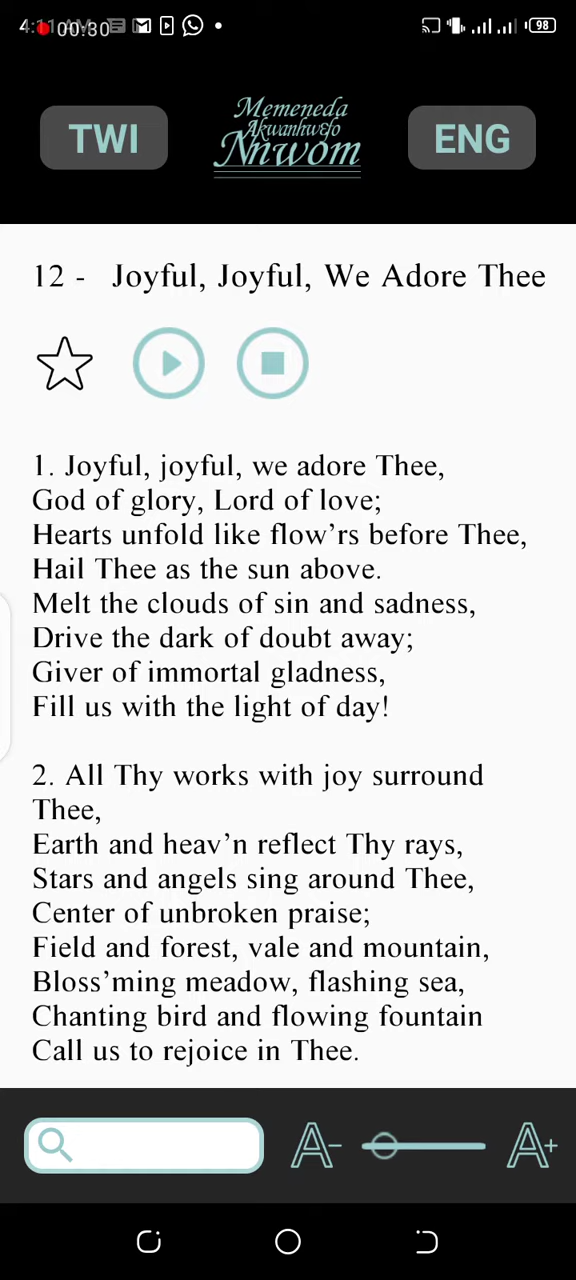 4:11 AM 00:30 98
TWI
Memeneda
Akwanhwɛfo
Nnwom
ENG
12 - Joyful, Joyful, We Adore Thee
1. Joyful, joyful, we adore Thee,
God of glory, Lord of love;
Hearts unfold like flow’rs before Thee,
Hail Thee as the sun above.
Melt the clouds of sin and sadness,
Drive the dark of doubt away;
Giver of immortal gladness,
Fill us with the light of day!
2. All Thy works with joy surround
Thee,
Earth and heav’n reflect Thy rays,
Stars and angels sing around Thee,
Center of unbroken praise;
Field and forest, vale and mountain,
Bloss’ming meadow, flashing sea,
Chanting bird and flowing fountain
Call us to rejoice in Thee.
A- A+